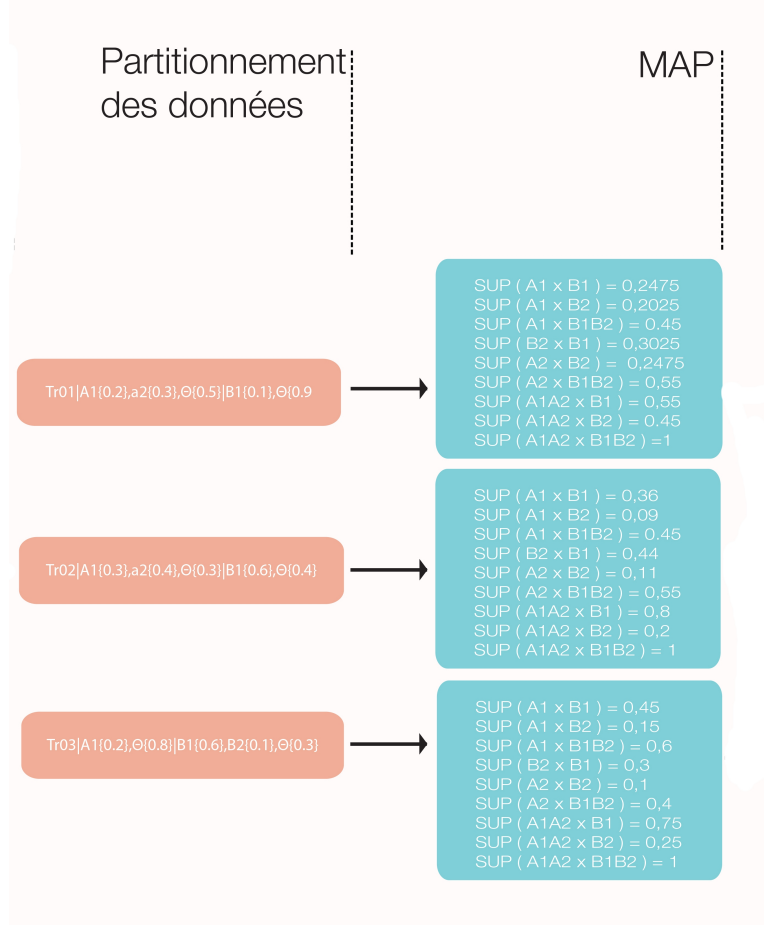 Partitionnement
des données
MAP
Tr01|A1{0.2},a2{0.3},Θ{0.5}|B1{0.1},Θ{0.9
SUP ( A1 x B1 ) = 0,2475
SUP ( A1 x B2 ) = 0,2025
SUP ( A1 x B1B2 ) = 0.45
SUP ( B2 x B1 ) = 0,3025
SUP ( A2 x B2 ) =  0,2475
SUP ( A2 x B1B2 ) = 0,55
SUP ( A1A2 x B1 ) = 0,55
SUP ( A1A2 x B2 ) = 0.45
SUP ( A1A2 x B1B2 ) =1
Tr02|A1{0.3},a2{0.4},Θ{0.3}|B1{0.6},Θ{0.4}
SUP ( A1 x B1 ) = 0,36
SUP ( A1 x B2 ) = 0,09
SUP ( A1 x B1B2 ) = 0.45
SUP ( B2 x B1 ) = 0,44
SUP ( A2 x B2 ) = 0,11
SUP ( A2 x B1B2 ) = 0,55
SUP ( A1A2 x B1 ) = 0,8
SUP ( A1A2 x B2 ) = 0,2
SUP ( A1A2 x B1B2 ) = 1
Tr03|A1{0.2},Θ{0.8}|B1{0.6},B2{0.1},Θ{0.3}
SUP ( A1 x B1 ) = 0,45
SUP ( A1 x B2 ) = 0,15
SUP ( A1 x B1B2 ) = 0,6
SUP ( B2 x B1 ) = 0,3
SUP ( A2 x B2 ) = 0,1
SUP ( A2 x B1B2 ) = 0,4
SUP ( A1A2 x B1 ) = 0,75
SUP ( A1A2 x B2 ) = 0,25
SUP ( A1A2 x B1B2 ) = 1